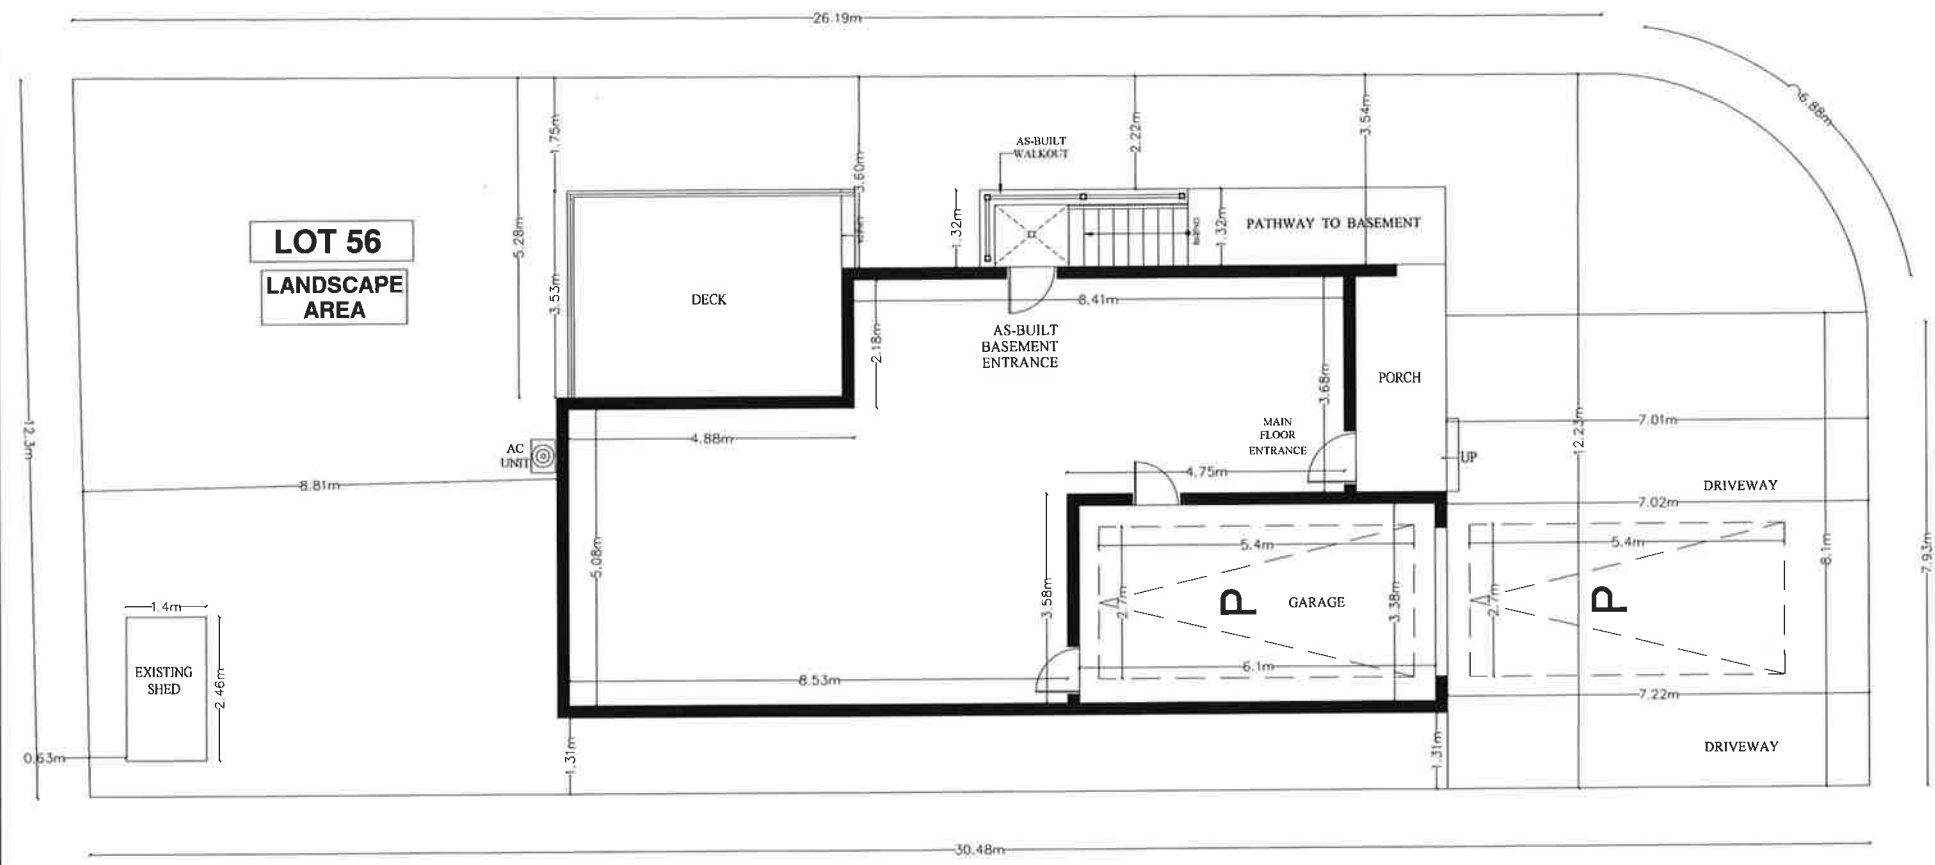 26.19m
6.88m
1.75m
3.54m
2.22m
AS-BUILT
WALKOUT
3.60m
5.28m
1.32m
1.32m
PATHWAY TO BASEMENT
LOT 56
LANDSCAPE
AREA
3.53m
DECK
8.41m
2.18m
AS-BUILT
BASEMENT
ENTRANCE
3.68m
PORCH
12.3m
4.88m
MAIN
FLOOR
ENTRANCE
12.23m
7.01m
AC
UNIT
4.75m
UP
8.81m
DRIVEWAY
7.02m
5.08m
5.4m
5.4m
8.1m
7.93m
3.58m
2.7m
P
GARAGE
3.38m
2.7m
P
1.4m
EXISTING
SHED
2.46m
8.53m
6.1m
7.22m
0.63m
1.31m
1.31m
DRIVEWAY
30.48m